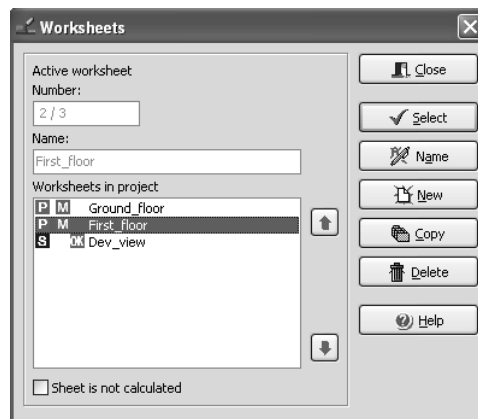 Worksheets
Active worksheet
Number:
2 / 3
Name:
First_floor
Worksheets in project
P M Ground_floor
P M First_floor
S OK Dev_view
Sheet is not calculated
Close
Select
Name
New
Copy
Delete
Help